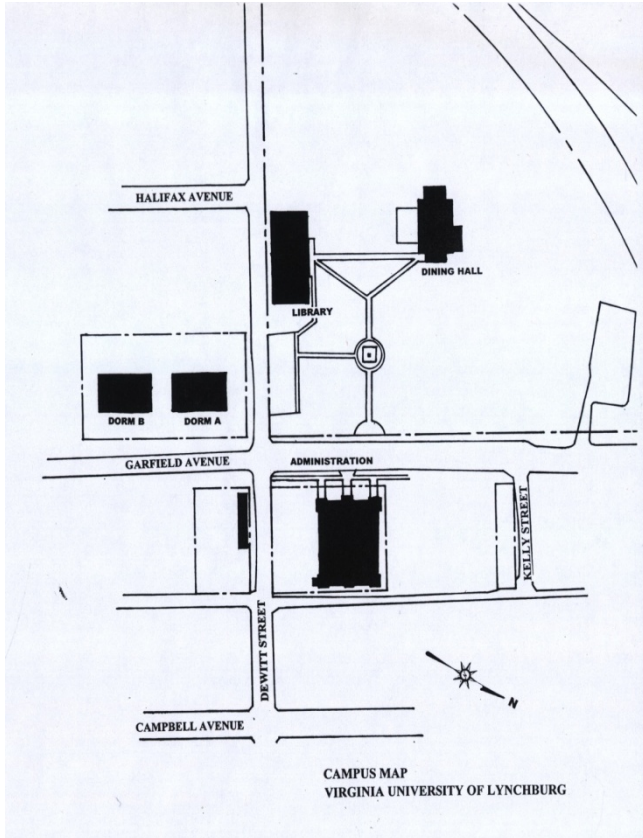 HALIFAX AVENUE
DINING HALL
LIBRARY
DORM B
DORM A
GARFIELD AVENUE
ADMINISTRATION
KELLY STREET
DEWITT STREET
N
CAMPBELL AVENUE
CAMPUS MAP
VIRGINIA UNIVERSITY OF LYNCHBURG